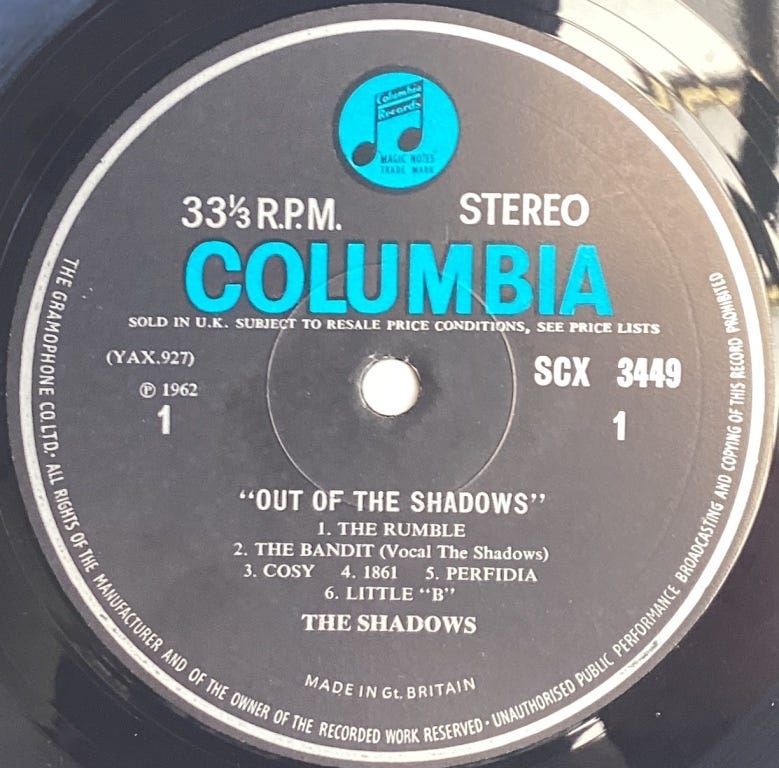 Columbia
Records
"MAGIC NOTES"
TRADE MARK
33⅓ R.P.M.
STEREO
COLUMBIA
SOLD IN U.K. SUBJECT TO RESALE PRICE CONDITIONS, SEE PRICE LISTS
(YAX.927)
SCX 3449
℗ 1962
1
1
"OUT OF THE SHADOWS"
1. THE RUMBLE
2. THE BANDIT (Vocal The Shadows)
3. COSY 4. 1861 5. PERFIDIA
6. LITTLE "B"
THE SHADOWS
MADE IN Gt. BRITAIN
THE GRAMOPHONE CO. LTD. · ALL RIGHTS OF THE MANUFACTURER AND OF THE OWNER OF THE RECORDED WORK RESERVED · UNAUTHORISED PUBLIC PERFORMANCE BROADCASTING AND COPYING OF THIS RECORD PROHIBITED